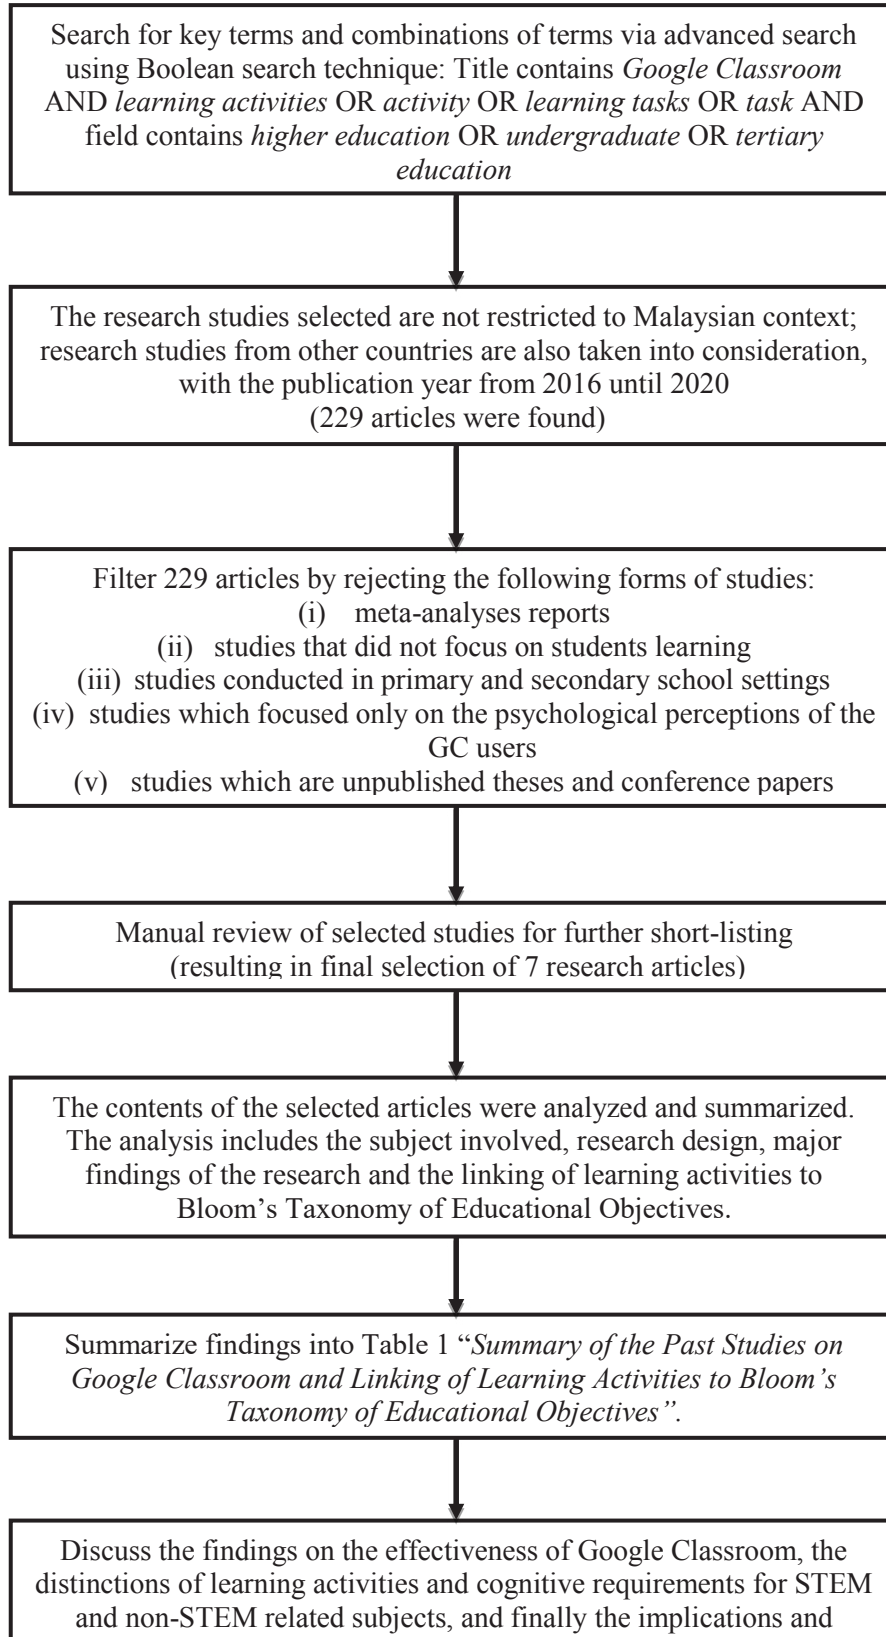 Search for key terms and combinations of terms via advanced search
using Boolean search technique: Title contains Google Classroom
AND learning activities OR activity OR learning tasks OR task AND
field contains higher education OR undergraduate OR tertiary
education
The research studies selected are not restricted to Malaysian context;
research studies from other countries are also taken into consideration,
with the publication year from 2016 until 2020
(229 articles were found)
Filter 229 articles by rejecting the following forms of studies:
(i) meta-analyses reports
(ii) studies that did not focus on students learning
(iii) studies conducted in primary and secondary school settings
(iv) studies which focused only on the psychological perceptions of the
GC users
(v) studies which are unpublished theses and conference papers
Manual review of selected studies for further short-listing
(resulting in final selection of 7 research articles)
The contents of the selected articles were analyzed and summarized.
The analysis includes the subject involved, research design, major
findings of the research and the linking of learning activities to
Bloom's Taxonomy of Educational Objectives.
Summarize findings into Table 1 “Summary of the Past Studies on
Google Classroom and Linking of Learning Activities to Bloom's
Taxonomy of Educational Objectives”.
Discuss the findings on the effectiveness of Google Classroom, the
distinctions of learning activities and cognitive requirements for STEM
and non-STEM related subjects, and finally the implications and